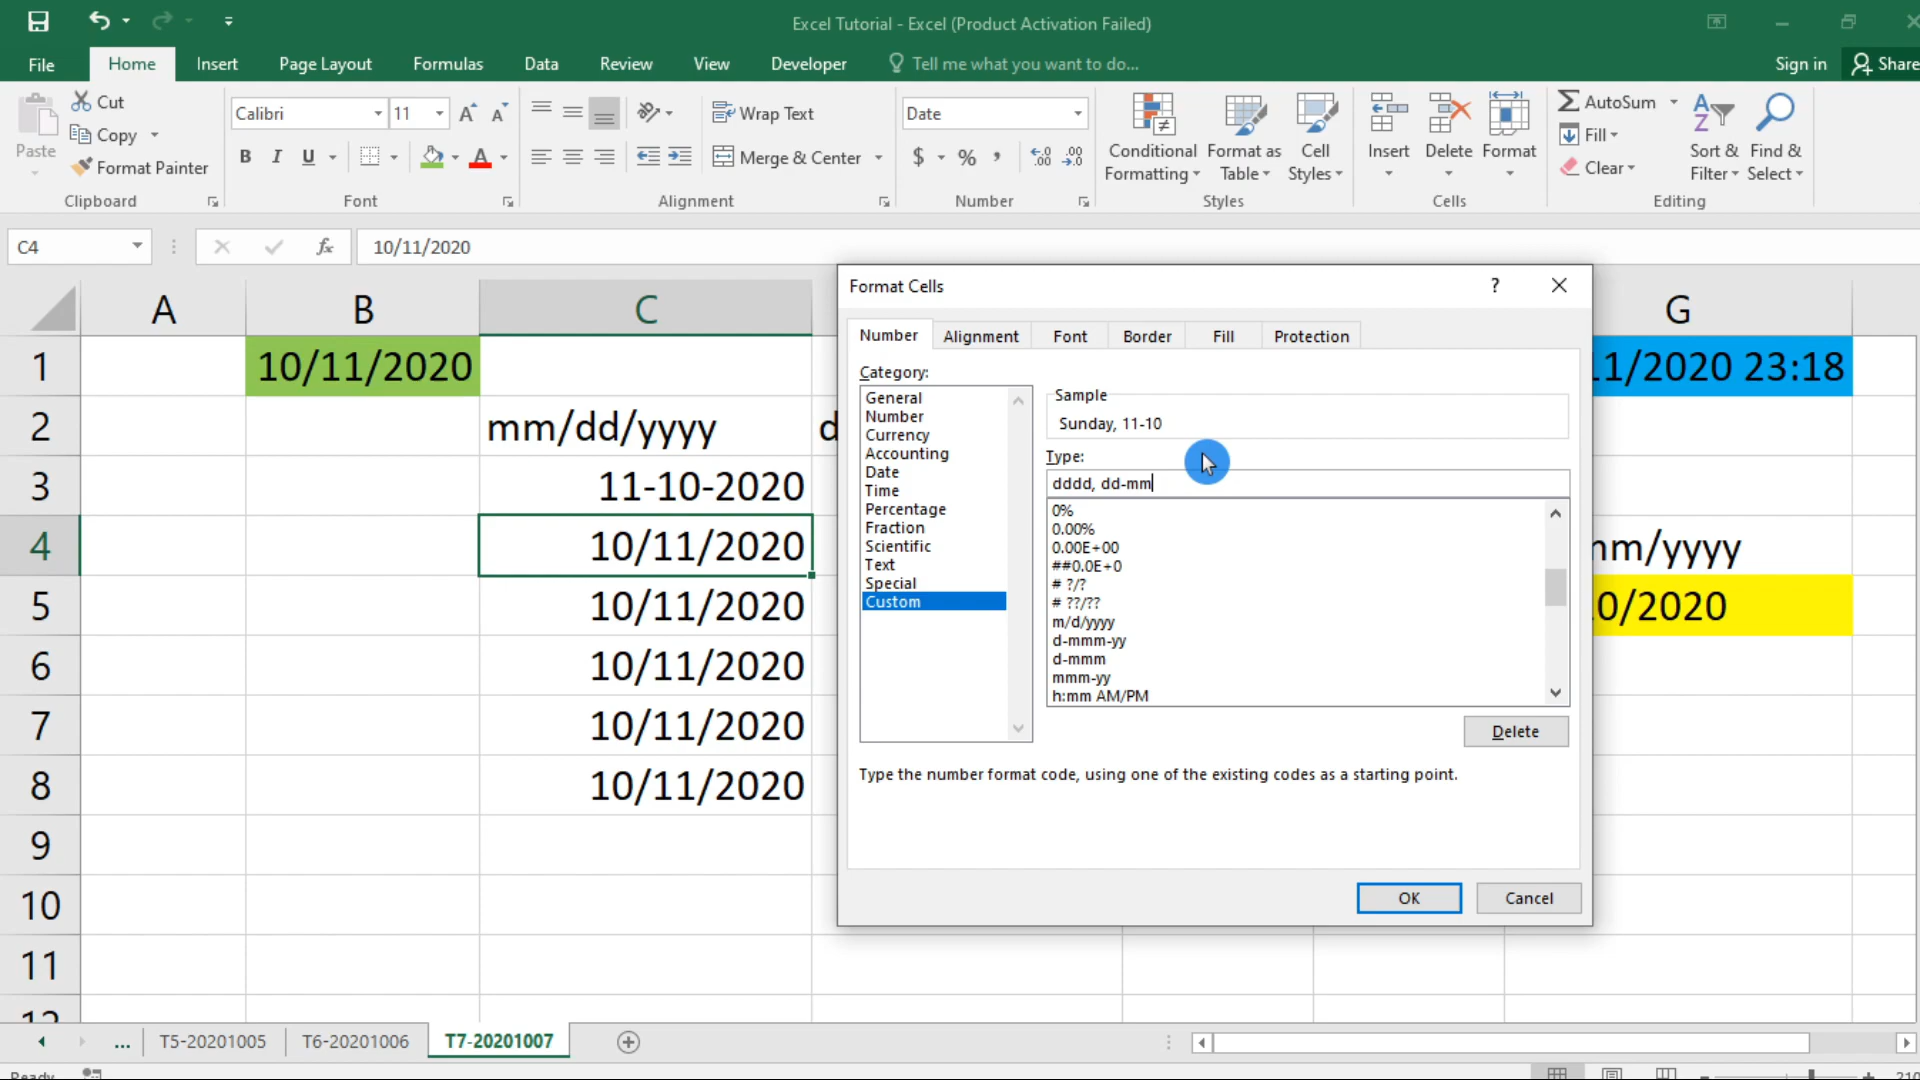 Excel Tutorial - Excel (Product Activation Failed)
File Home Insert Page Layout Formulas Data Review View Developer Tell me what you want to do... Sign in Share
Paste
Cut
Copy
Format Painter
Clipboard
Calibri 11
B I U A
Font
Wrap Text
Merge & Center
Alignment
Date
$ % ,
Number
Conditional Formatting
Format as Table
Cell Styles
Styles
Insert
Delete
Format
Cells
AutoSum
Fill
Clear
Sort & Filter
Find & Select
Editing
C4 fx 10/11/2020
A B C G
1 10/11/2020 11/2020 23:18
2 mm/dd/yyyy d
3 11-10-2020
4 10/11/2020 mm/yyyy
5 10/11/2020 0/2020
6 10/11/2020
7 10/11/2020
8 10/11/2020
9
10
11
12
Format Cells ?
Number Alignment Font Border Fill Protection
Category:
General
Number
Currency
Accounting
Date
Time
Percentage
Fraction
Scientific
Text
Special
Custom
Sample
Sunday, 11-10
Type:
dddd, dd-mm
0%
0.00%
0.00E+00
##0.0E+0
# ?/?
# ??/??
m/d/yyyy
d-mmm-yy
d-mmm
mmm-yy
h:mm AM/PM
Delete
Type the number format code, using one of the existing codes as a starting point.
OK Cancel
... T5-20201005 T6-20201006 T7-20201007
Ready 210